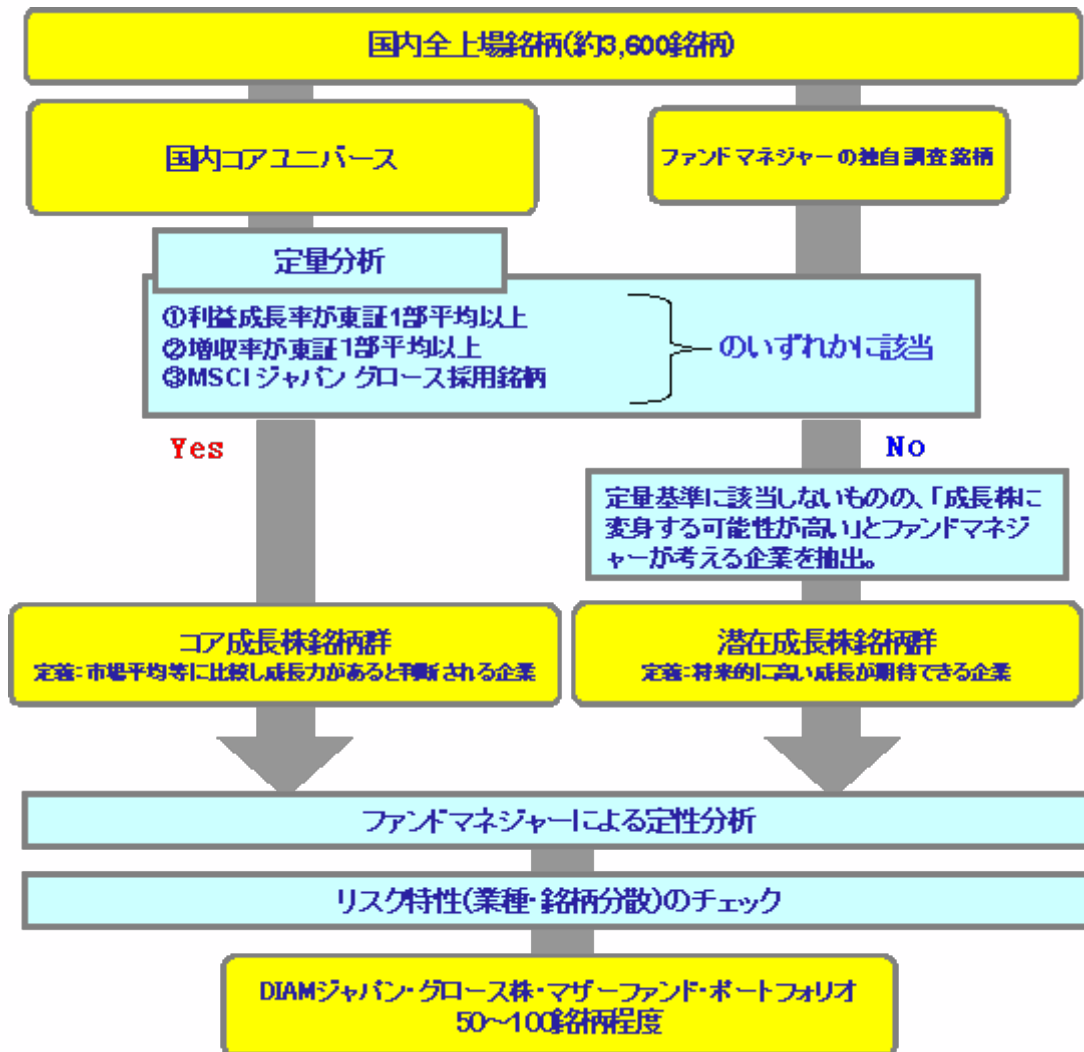 国内全上場銘柄(約3,600銘柄)
国内コアユニバース
ファンドマネジャーの独自調査銘柄
定量分析
①利益成長率が東証1部平均以上
②増収率が東証1部平均以上
③MSCIジャパン グロース採用銘柄
のいずれかに該当
Yes
No
定量基準に該当しないものの、「成長株に
変身する可能性が高い」とファンドマネジ
ャーが考える企業を抽出。
コア成長株銘柄群
定義:市場平均等に比較し成長力があると判断される企業
潜在成長株銘柄群
定義:将来的に高い成長が期待できる企業
ファンドマネジャーによる定性分析
リスク特性(業種・銘柄分散)のチェック
DIAMジャパン・グロース株・マザーファンド・ポートフォリオ
50~100銘柄程度